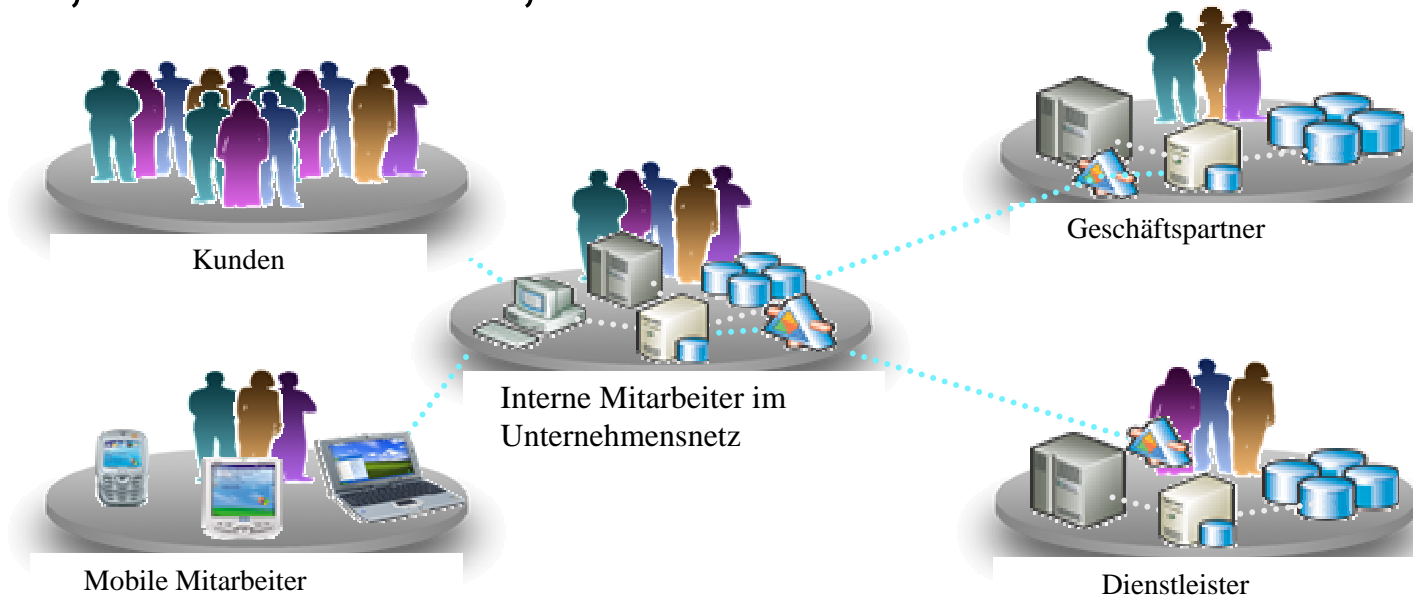 Kunden
Geschäftspartner
Interne Mitarbeiter im
Unternehmensnetz
Mobile Mitarbeiter
Dienstleister